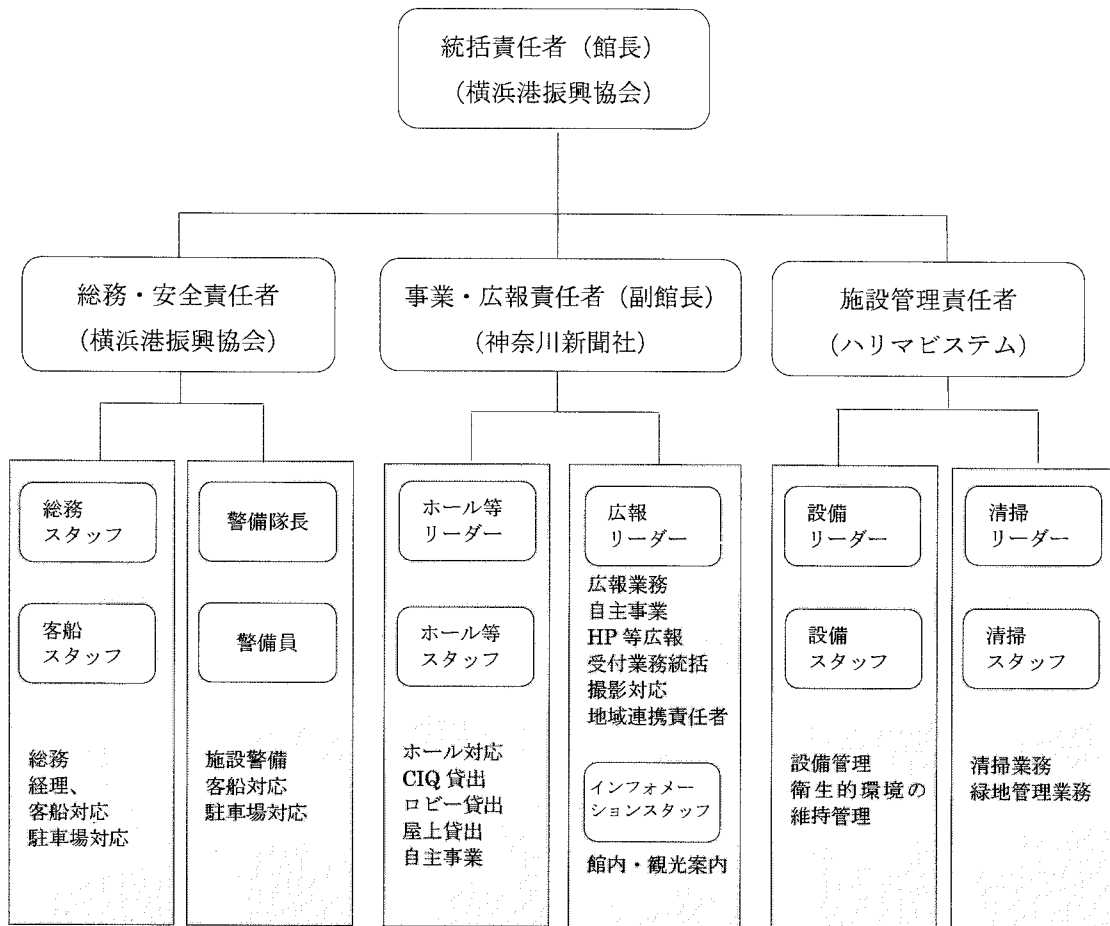 統括責任者（館長）
（横浜港振興協会）
総務・安全責任者
（横浜港振興協会）
事業・広報責任者（副館長）
（神奈川新聞社）
施設管理責任者
（ハリマビステム）
総務
スタッフ
客船
スタッフ
総務
経理、
客船対応
駐車場対応
警備隊長
警備員
施設警備
客船対応
駐車場対応
ホール等
リーダー
ホール等
スタッフ
ホール対応
CIQ 貸出
ロビー貸出
屋上貸出
自主事業
広報
リーダー
広報業務
自主事業
HP 等広報
受付業務統括
撮影対応
地域連携責任者
インフォメー
ションスタッフ
館内・観光案内
設備
リーダー
設備
スタッフ
設備管理
衛生的環境の
維持管理
清掃
リーダー
清掃
スタッフ
清掃業務
緑地管理業務